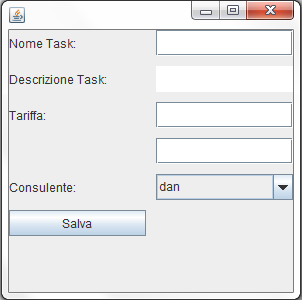 Nome Task:
Descrizione Task:
Tariffa:
Consulente:
dan
Salva